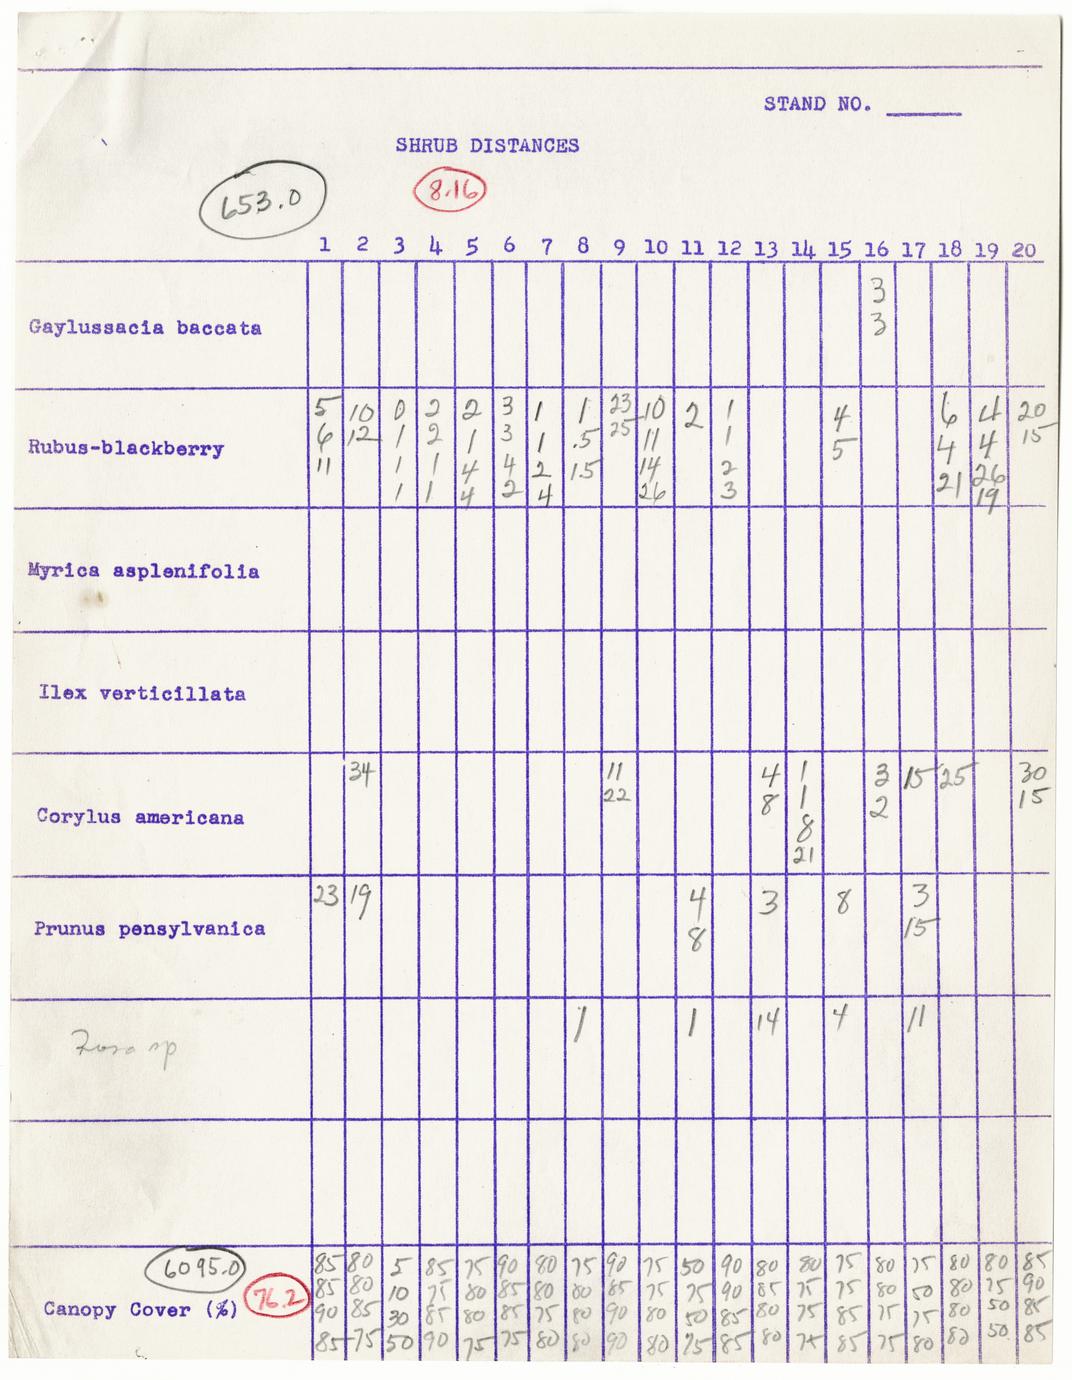 STAND NO. ______
SHRUB DISTANCES
653.0 8.16
1 2 3 4 5 6 7 8 9 10 11 12 13 14 15 16 17 18 19 20
3
Gaylussacia baccata 3
5 10 0 2 2 3 1 1 23 10 2 1 4 6 4 20
6 12 1 2 1 3 1 .5 25 11 1 5 4 4 15
Rubus-blackberry
11 1 1 4 4 2 1.5 14 2 21 26
1 1 4 2 4 26 3 19
Myrica asplenifolia
Ilex verticillata
34 11 4 1 3 15 25 30
22 8 1 2 15
Corylus americana 8
21
23 19 4 3 8 3
Prunus pensylvanica 8 15
1 1 14 4 11
sp
6095.0 85 80 5 85 75 90 80 75 90 75 50 90 80 80 75 80 75 80 80 85
76.2 85 80 10 75 80 85 80 80 85 75 75 90 85 75 75 80 50 80 75 90
Canopy Cover (%) 90 85 30 85 80 85 75 80 90 80 50 85 80 75 85 75 75 80 50 85
85 75 50 90 75 75 80 80 90 80 75 85 80 75 85 75 80 80 50 85